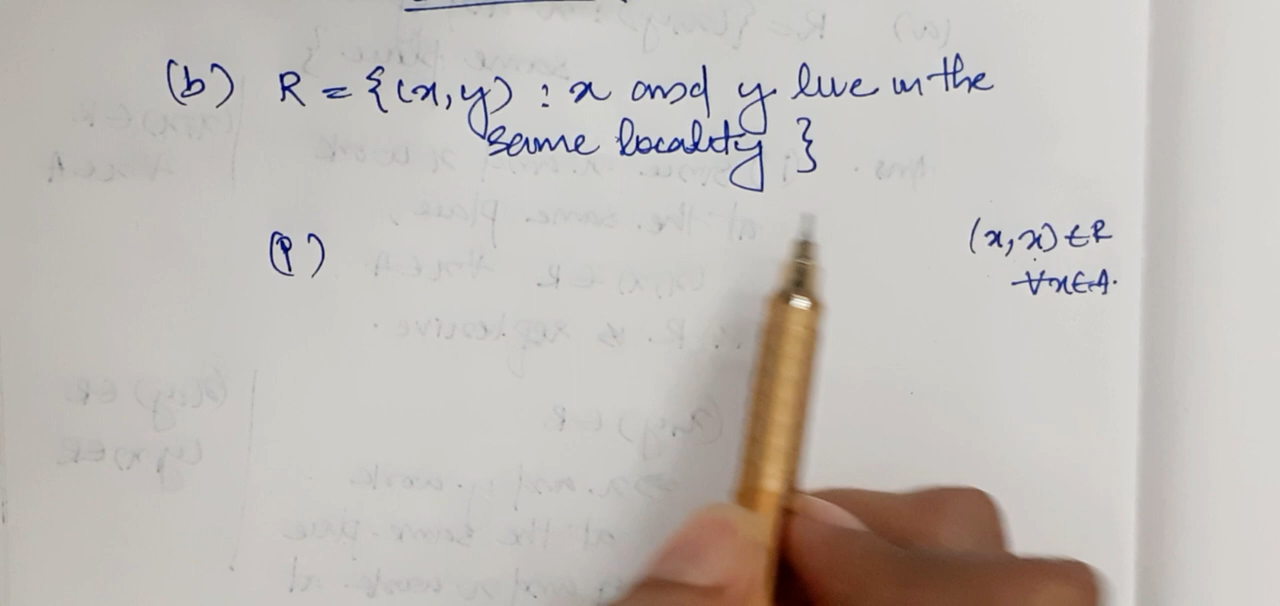 (b) R = {(x,y) : x and y live in the
same locality }
(i) (x,x) ∈ R
∀x∈A.